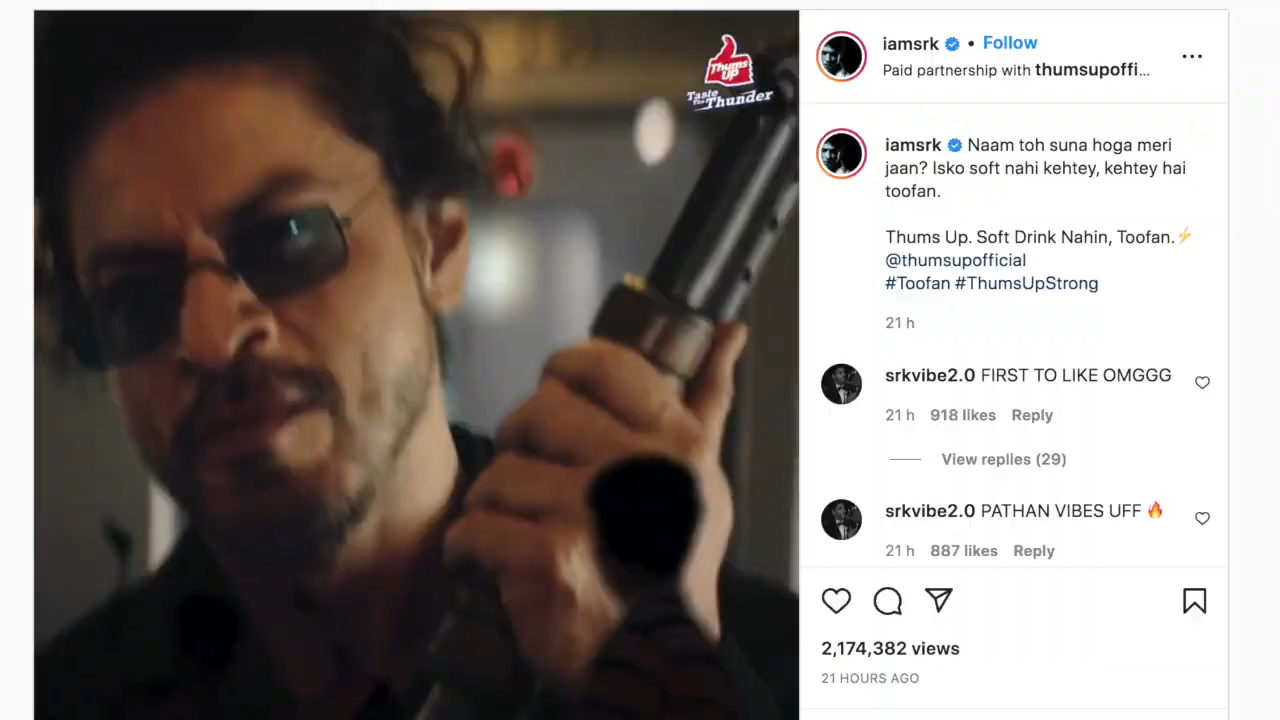 Thums
UP
Taste
The Thunder
iamsrk • Follow
Paid partnership with thumsupoffi...
iamsrk Naam toh suna hoga meri
jaan? Isko soft nahi kehtey, kehtey hai
toofan.
Thums Up. Soft Drink Nahin, Toofan.⚡
@thumsupofficial
#Toofan #ThumsUpStrong
21 h
srkvibe2.0 FIRST TO LIKE OMGGG
21 h 918 likes Reply
View replies (29)
srkvibe2.0 PATHAN VIBES UFF 🔥
21 h 887 likes Reply
2,174,382 views
21 HOURS AGO